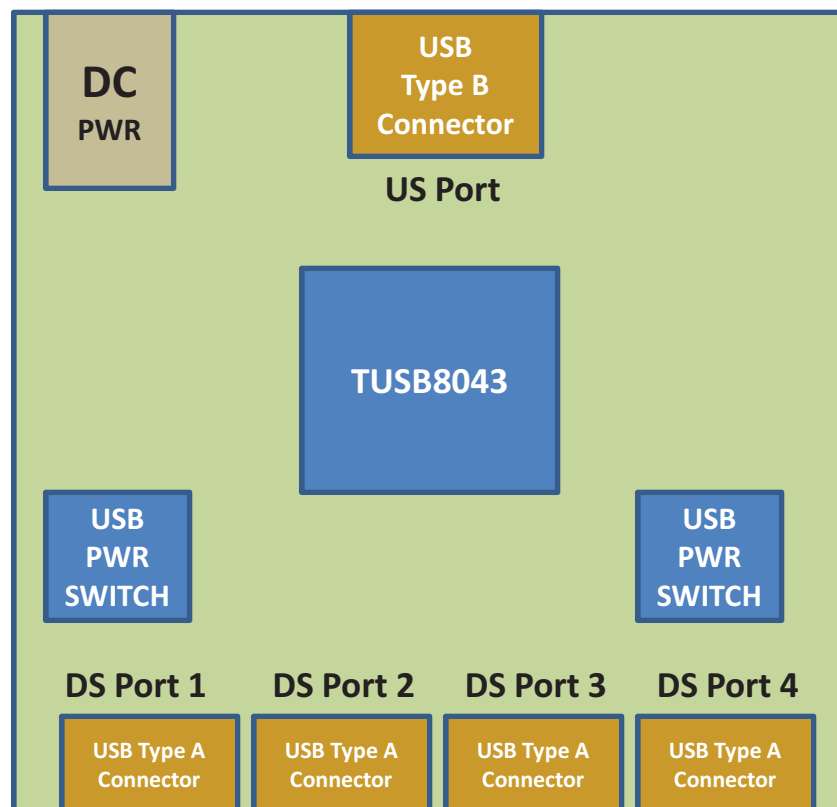 DC
PWR
USB
Type B
Connector
US Port
TUSB8043
USB
PWR
SWITCH
USB
PWR
SWITCH
DS Port 1
DS Port 2
DS Port 3
DS Port 4
USB Type A
Connector
USB Type A
Connector
USB Type A
Connector
USB Type A
Connector